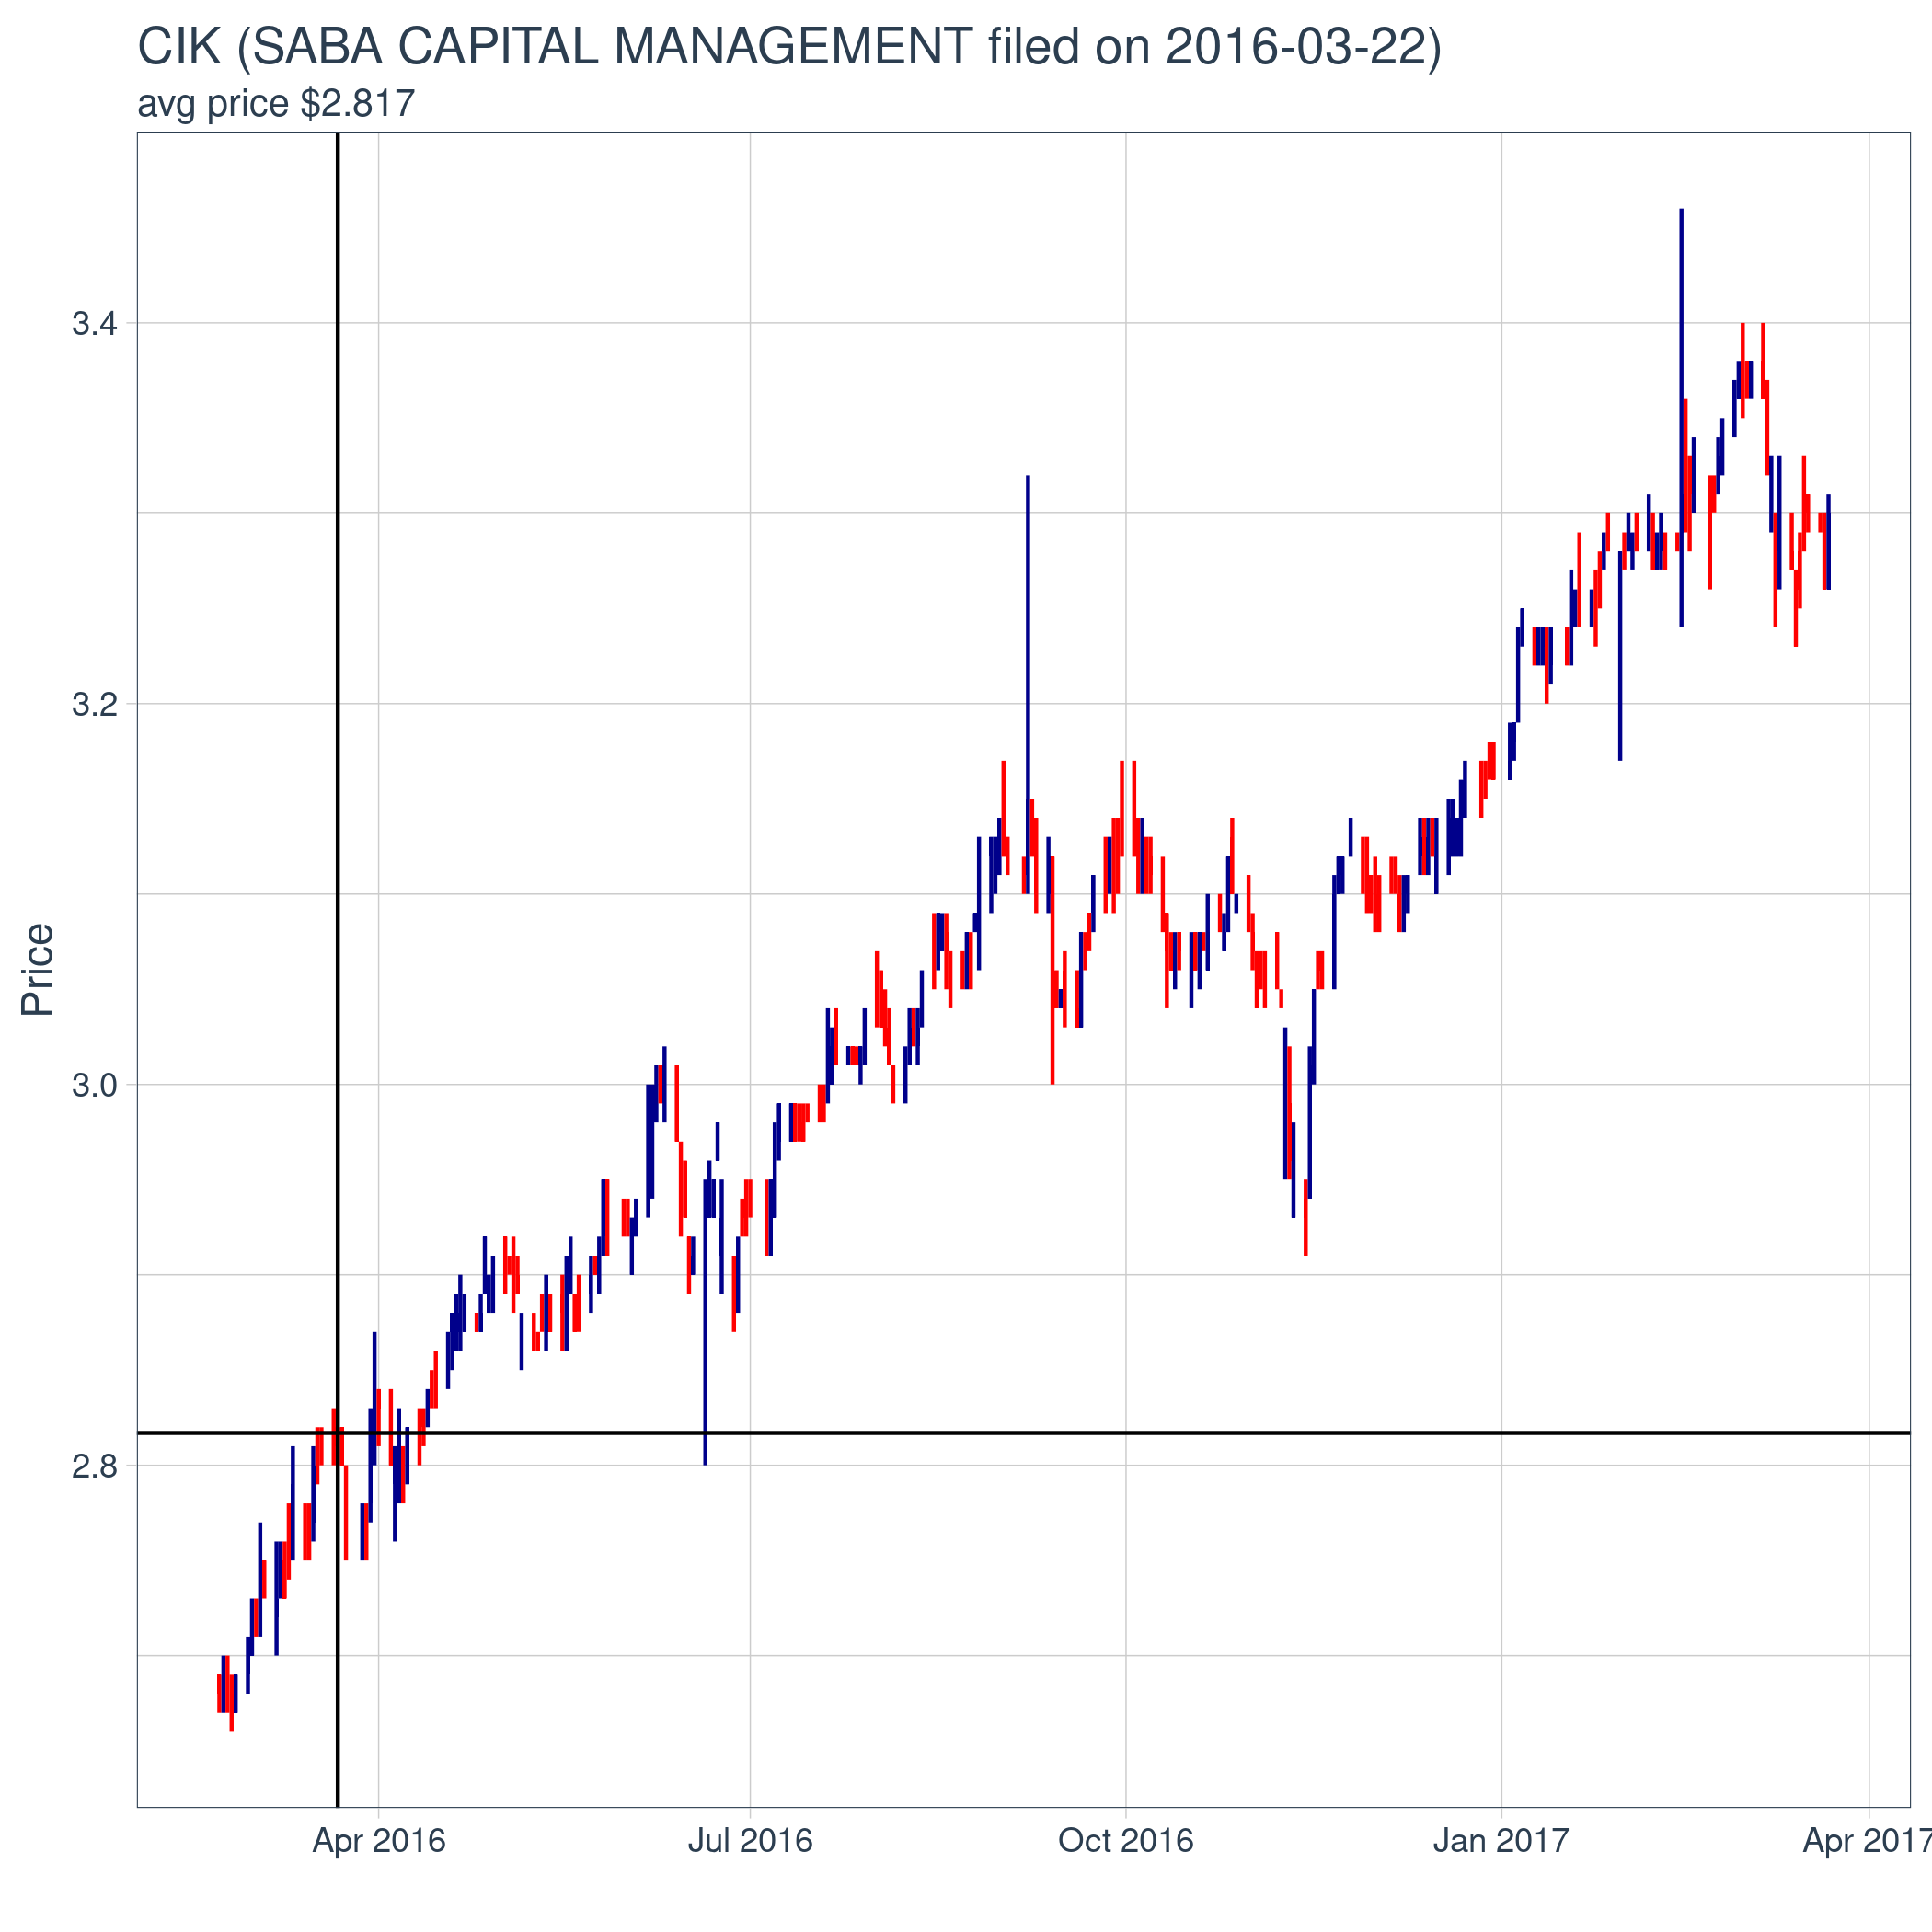 CIK (SABA CAPITAL MANAGEMENT filed on 2016-03-22)
avg price $2.817
3.4
3.2
3.0
2.8
Price
Apr 2016
Jul 2016
Oct 2016
Jan 2017
Apr 2017